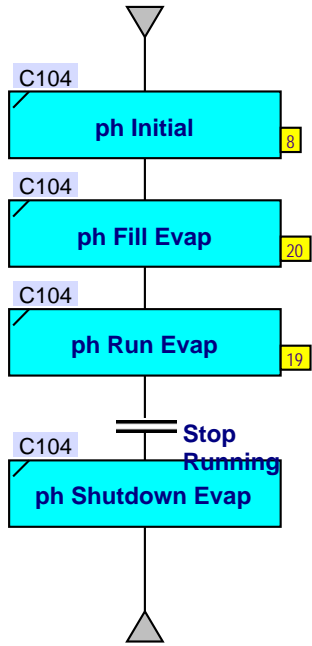 C104
ph Initial
8
C104
ph Fill Evap
20
C104
ph Run Evap
19
Stop
Running
C104
ph Shutdown Evap